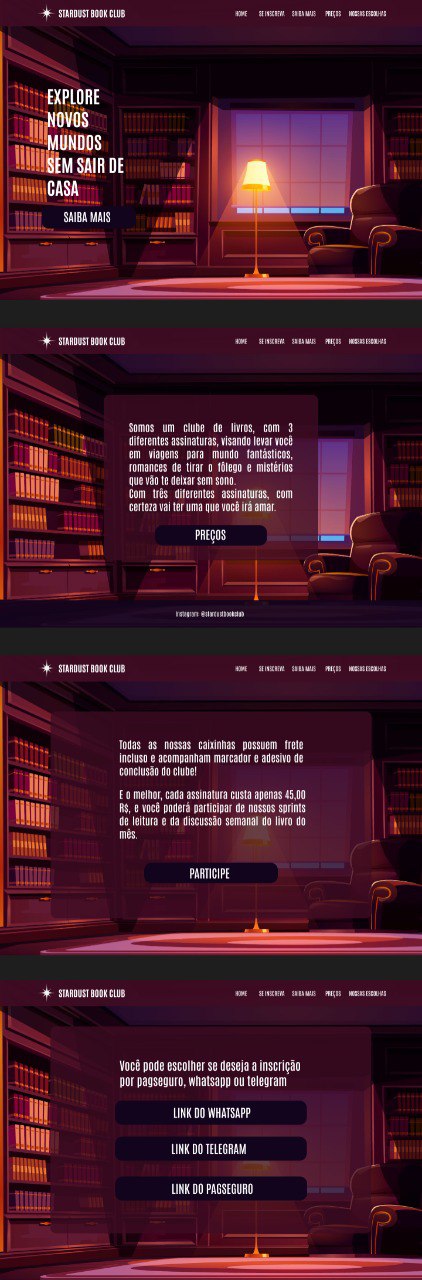 STARDUST BOOK CLUB
HOME SE INSCREVA SAIBA MAIS PREÇOS NOSSAS ESCOLHAS
EXPLORE
NOVOS
MUNDOS
SEM SAIR DE
CASA
SAIBA MAIS
STARDUST BOOK CLUB
HOME SE INSCREVA SAIBA MAIS PREÇOS NOSSAS ESCOLHAS
Somos um clube de livros, com 3
diferentes assinaturas, visando levar você
em viagens para mundo fantásticos,
romances de tirar o fôlego e mistérios
que vão te deixar sem sono.
Com três diferentes assinaturas, com
certeza vai ter uma que você irá amar.
PREÇOS
Instagram: @stardustbookclub
STARDUST BOOK CLUB
HOME SE INSCREVA SAIBA MAIS PREÇOS NOSSAS ESCOLHAS
Todas as nossas caixinhas possuem frete
incluso e acompanham marcador e adesivo de
conclusão do clube!
E o melhor, cada assinatura custa apenas 45,00
R$, e você poderá participar de nossos sprints
de leitura e da discussão semanal do livro do
mês.
PARTICIPE
STARDUST BOOK CLUB
HOME SE INSCREVA SAIBA MAIS PREÇOS NOSSAS ESCOLHAS
Você pode escolher se deseja a inscrição
por pagseguro, whatsapp ou telegram
LINK DO WHATSAPP
LINK DO TELEGRAM
LINK DO PAGSEGURO